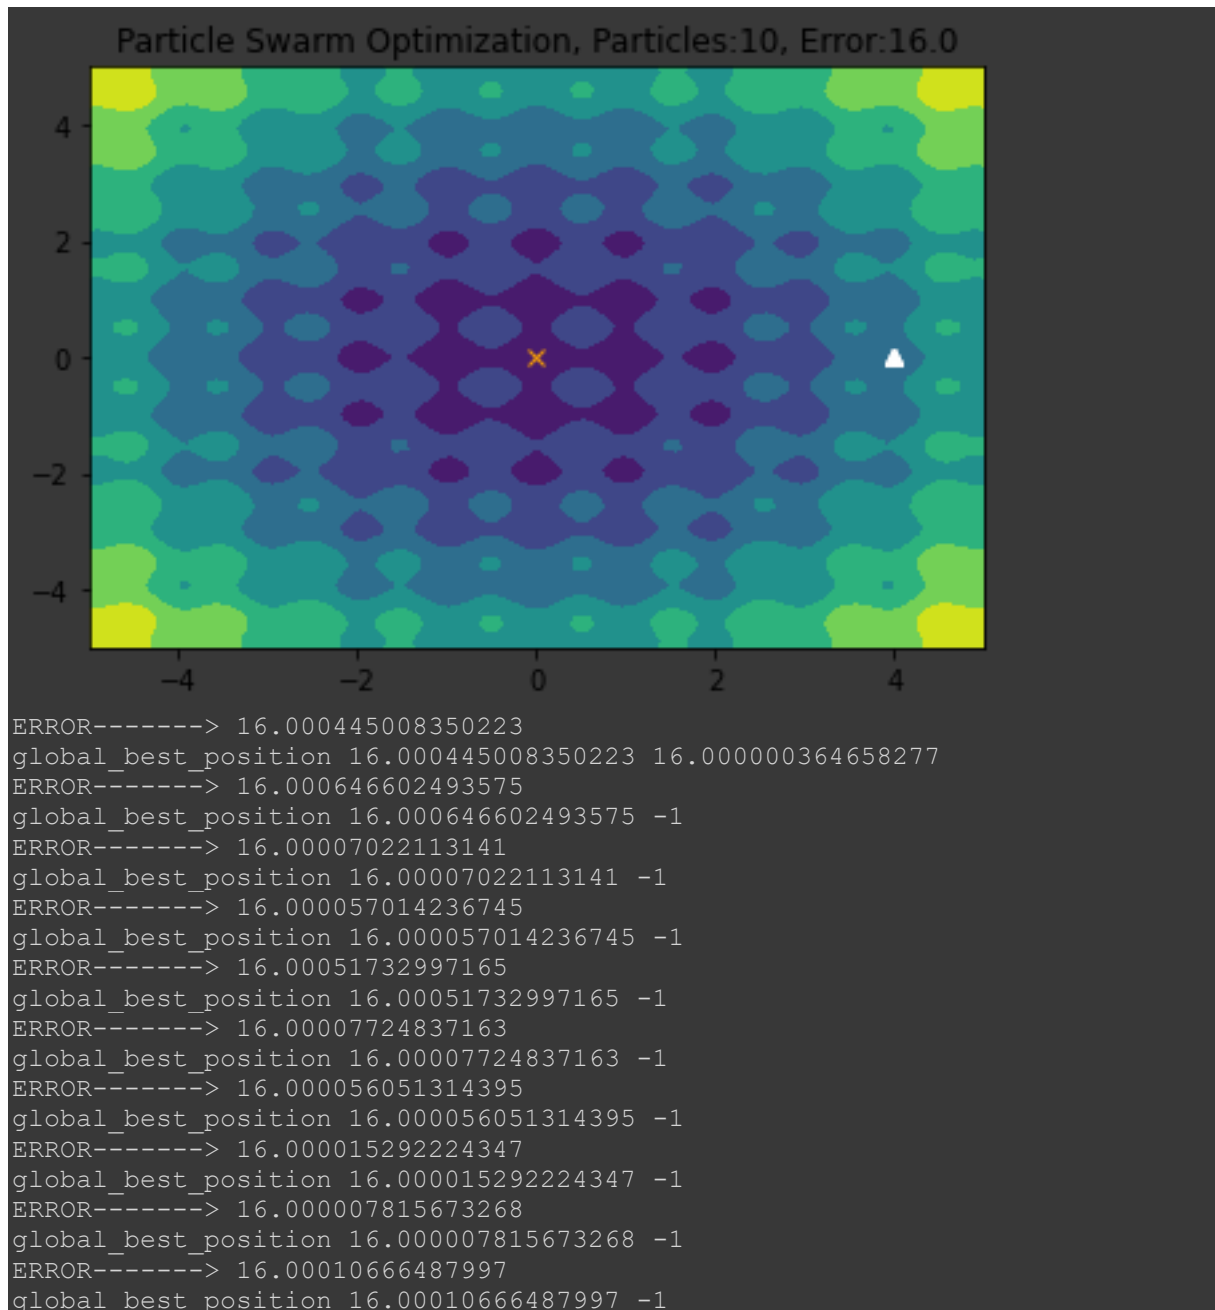 Particle Swarm Optimization, Particles:10, Error:16.0
4
2
0
−2
−4
−4 −2 0 2 4
ERROR-------> 16.000445008350223
global_best_position 16.000445008350223 16.000000364658277
ERROR-------> 16.000646602493575
global_best_position 16.000646602493575 -1
ERROR-------> 16.00007022113141
global_best_position 16.00007022113141 -1
ERROR-------> 16.000057014236745
global_best_position 16.000057014236745 -1
ERROR-------> 16.00051732997165
global_best_position 16.00051732997165 -1
ERROR-------> 16.00007724837163
global_best_position 16.00007724837163 -1
ERROR-------> 16.000056051314395
global_best_position 16.000056051314395 -1
ERROR-------> 16.000015292224347
global_best_position 16.000015292224347 -1
ERROR-------> 16.000007815673268
global_best_position 16.000007815673268 -1
ERROR-------> 16.00010666487997
global_best_position 16.00010666487997 -1